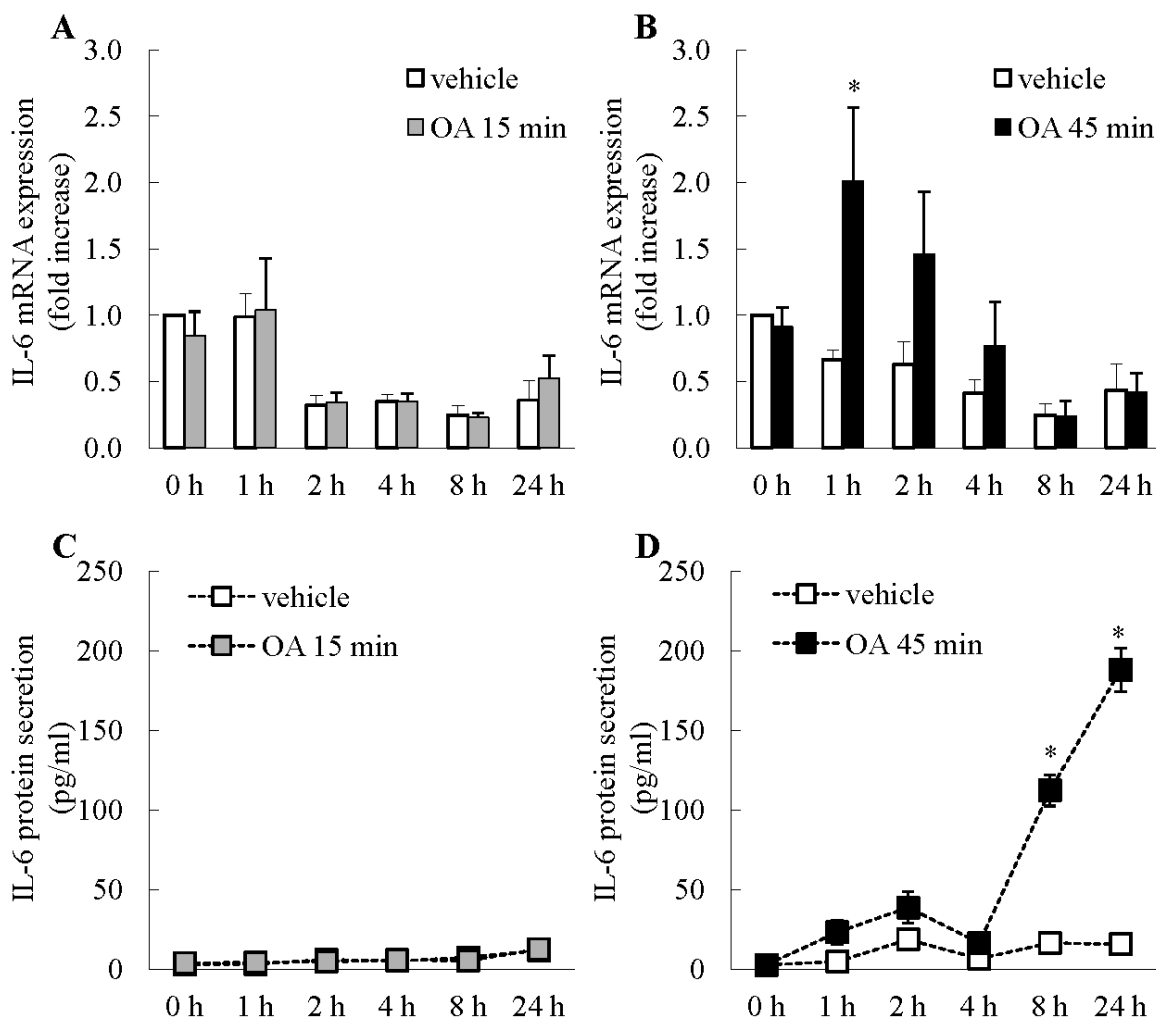 A
IL-6 mRNA expression
(fold increase)
3.0
2.5
2.0
1.5
1.0
0.5
0.0
vehicle
OA 15 min
0 h 1 h 2 h 4 h 8 h 24 h
B
IL-6 mRNA expression
(fold increase)
3.0
2.5
2.0
1.5
1.0
0.5
0.0
vehicle
OA 45 min
*
0 h 1 h 2 h 4 h 8 h 24 h
C
IL-6 protein secretion
(pg/ml)
250
200
150
100
50
0
vehicle
OA 15 min
0 h 1 h 2 h 4 h 8 h 24 h
D
IL-6 protein secretion
(pg/ml)
250
200
150
100
50
0
vehicle
OA 45 min
*
*
0 h 1 h 2 h 4 h 8 h 24 h